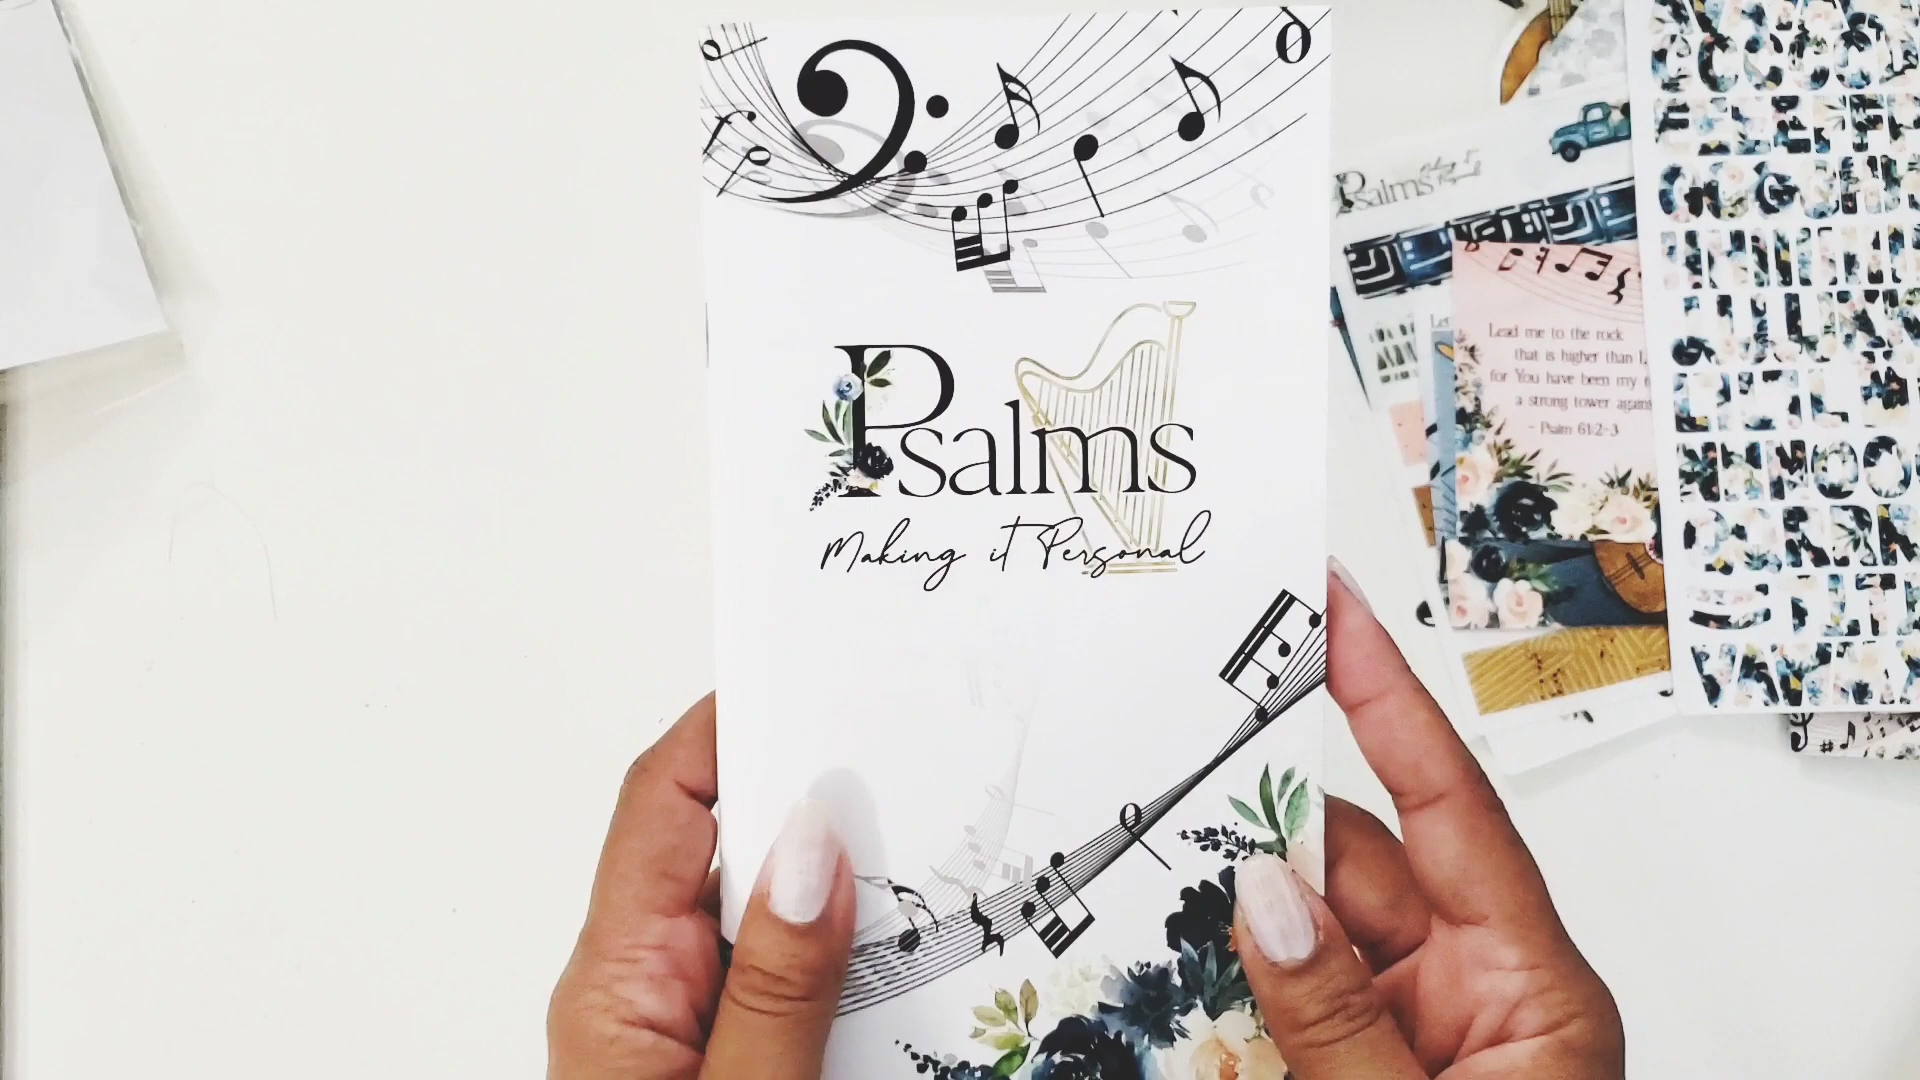 Psalms
Making it Personal
Psalms
Lead me to the rock
that is higher than I,
for You have been my
a strong tower against
- Psalm 61:2-3